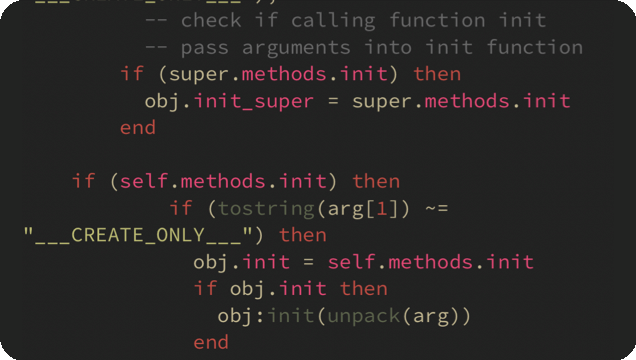 "___CREATE_ONLY___"),
-- check if calling function init
-- pass arguments into init function
if (super.methods.init) then
obj.init_super = super.methods.init
end
if (self.methods.init) then
if (tostring(arg[1]) ~=
"___CREATE_ONLY___") then
obj.init = self.methods.init
if obj.init then
obj:init(unpack(arg))
end